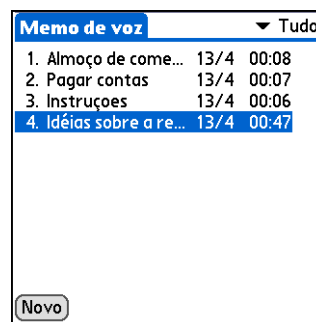 Memo de voz Tudo
1. Almoço de come... 13/4 00:08
2. Pagar contas 13/4 00:07
3. Instruçoes 13/4 00:06
4. Idéias sobre a re... 13/4 00:47
Novo